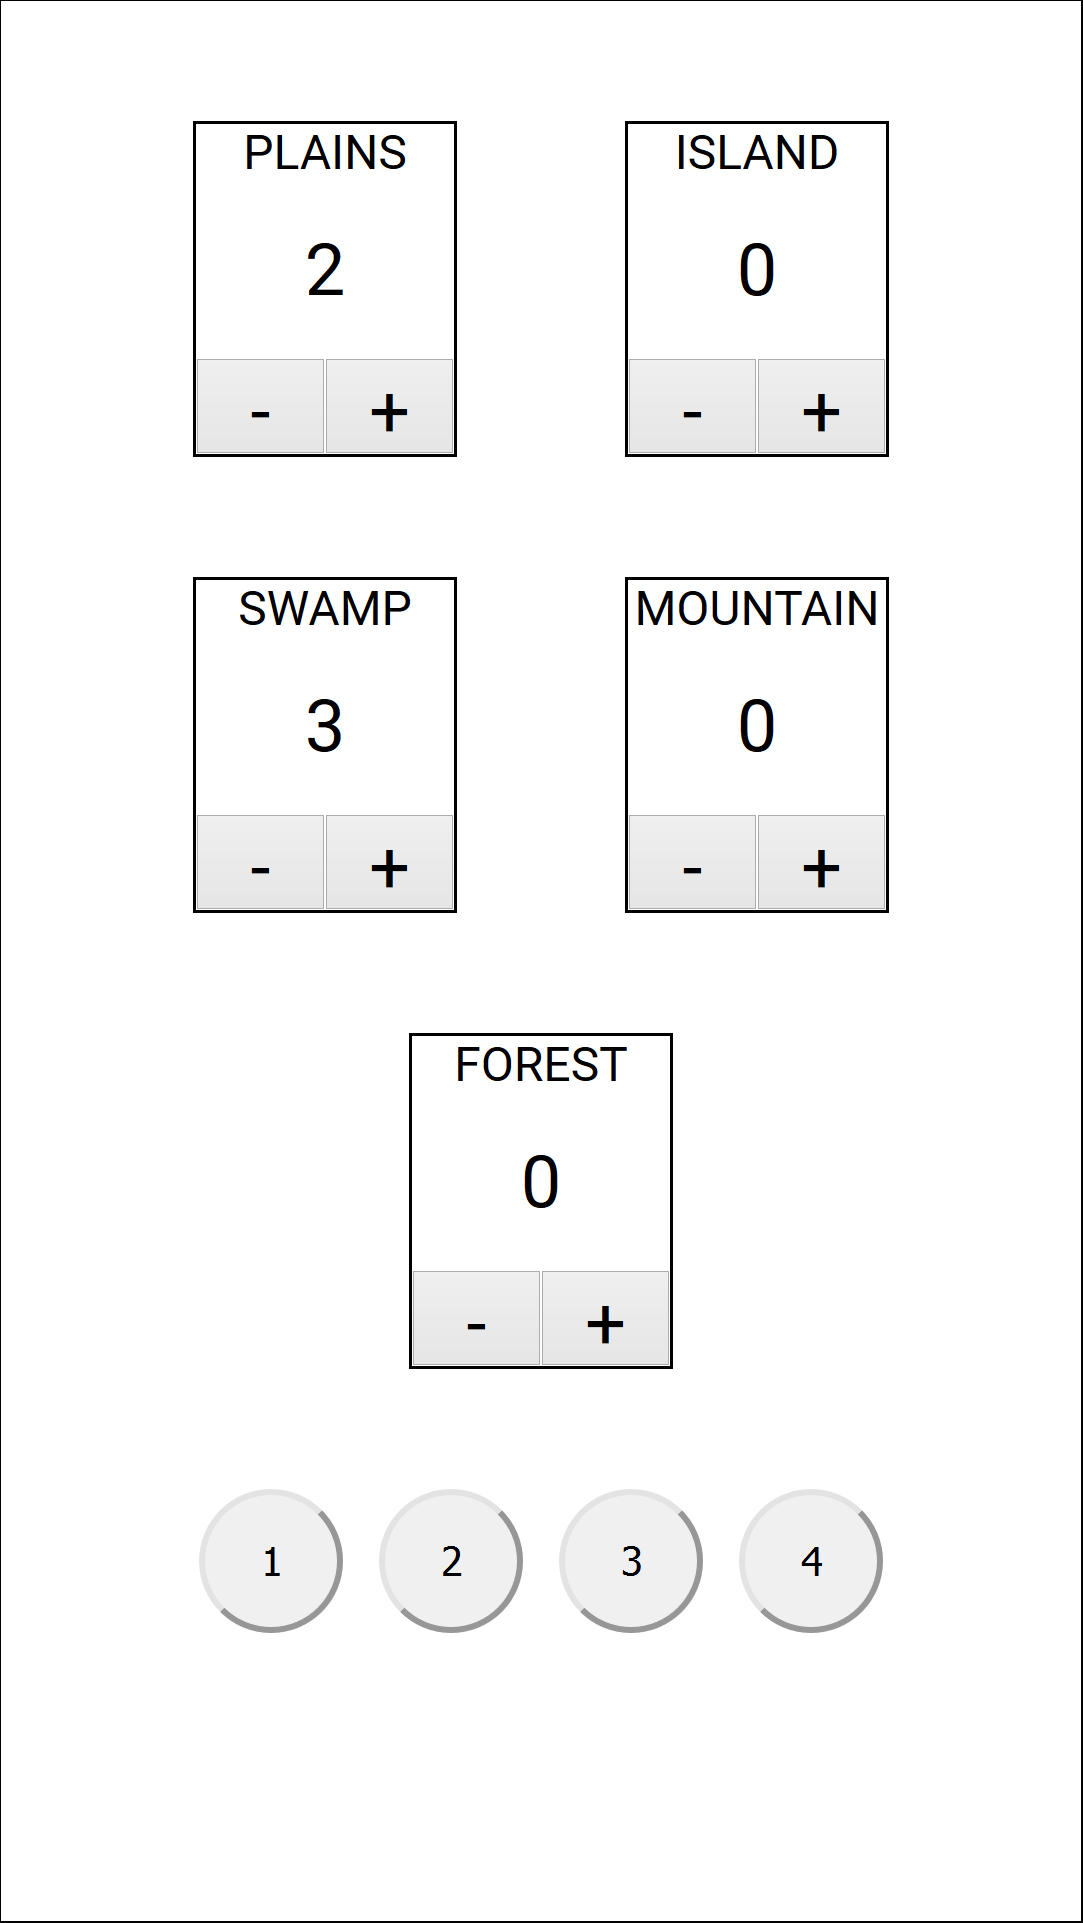 PLAINS
2
- +
ISLAND
0
- +
SWAMP
3
- +
MOUNTAIN
0
- +
FOREST
0
- +
1 2 3 4